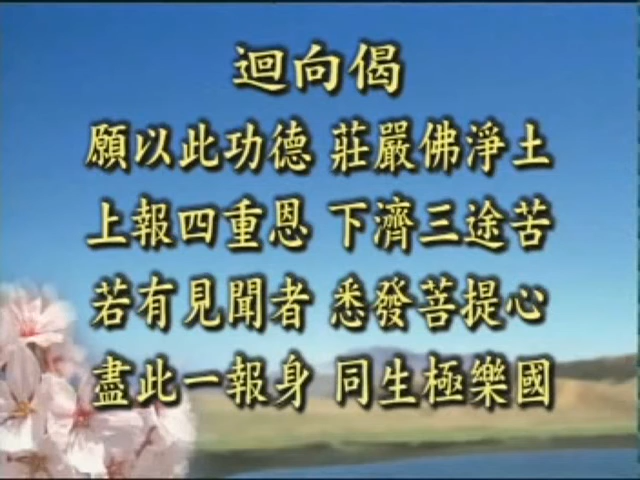 迴向偈
願以此功德 莊嚴佛淨土
上報四重恩 下濟三途苦
若有見聞者 悉發菩提心
盡此一報身 同生極樂國